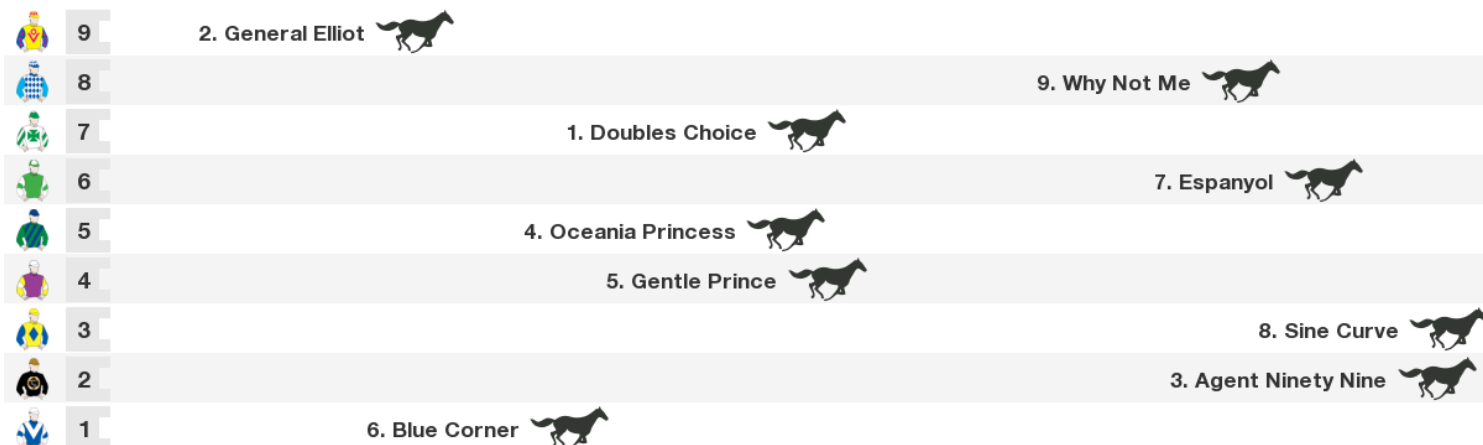 9 2. General Elliot
8 9. Why Not Me
7 1. Doubles Choice
6 7. Espanyol
5 4. Oceania Princess
4 5. Gentle Prince
3 8. Sine Curve
2 3. Agent Ninety Nine
1 6. Blue Corner